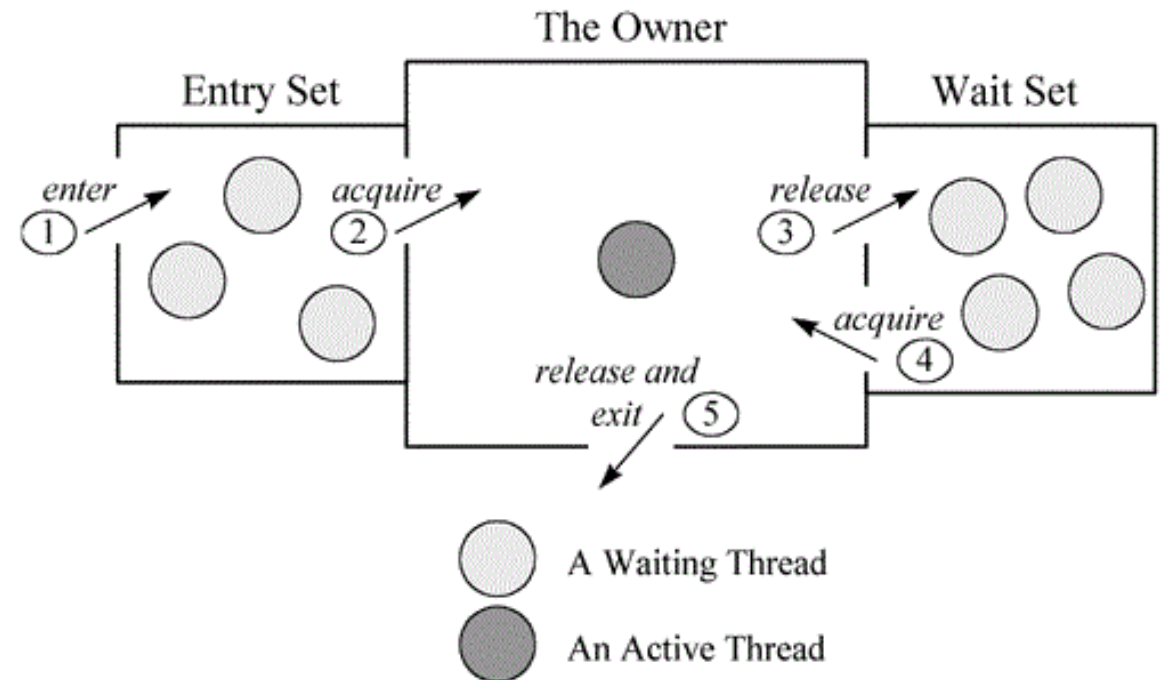 The Owner
Entry Set
Wait Set
enter
1
acquire
2
release
3
acquire
4
release and
exit
5
A Waiting Thread
An Active Thread